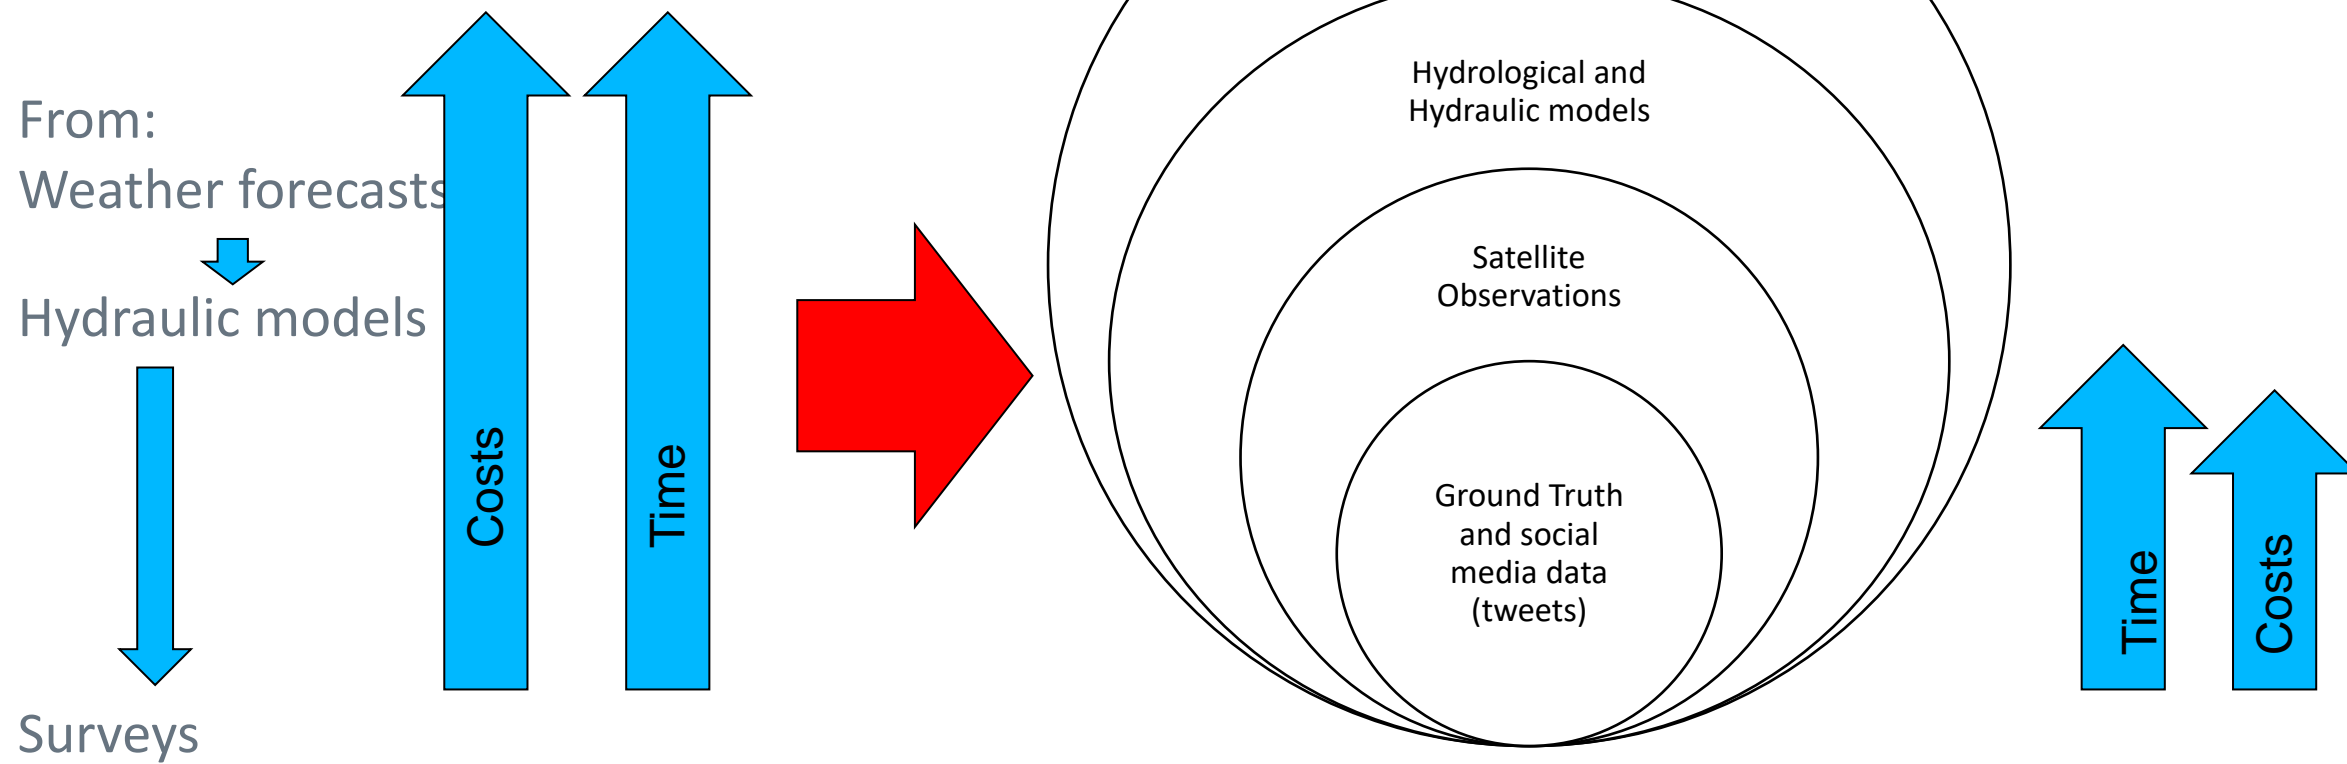 From:
Weather forecasts
Hydraulic models
Surveys
Costs
Time
Hydrological and
Hydraulic models
Satellite
Observations
Ground Truth
and social
media data
(tweets)
Time
Costs